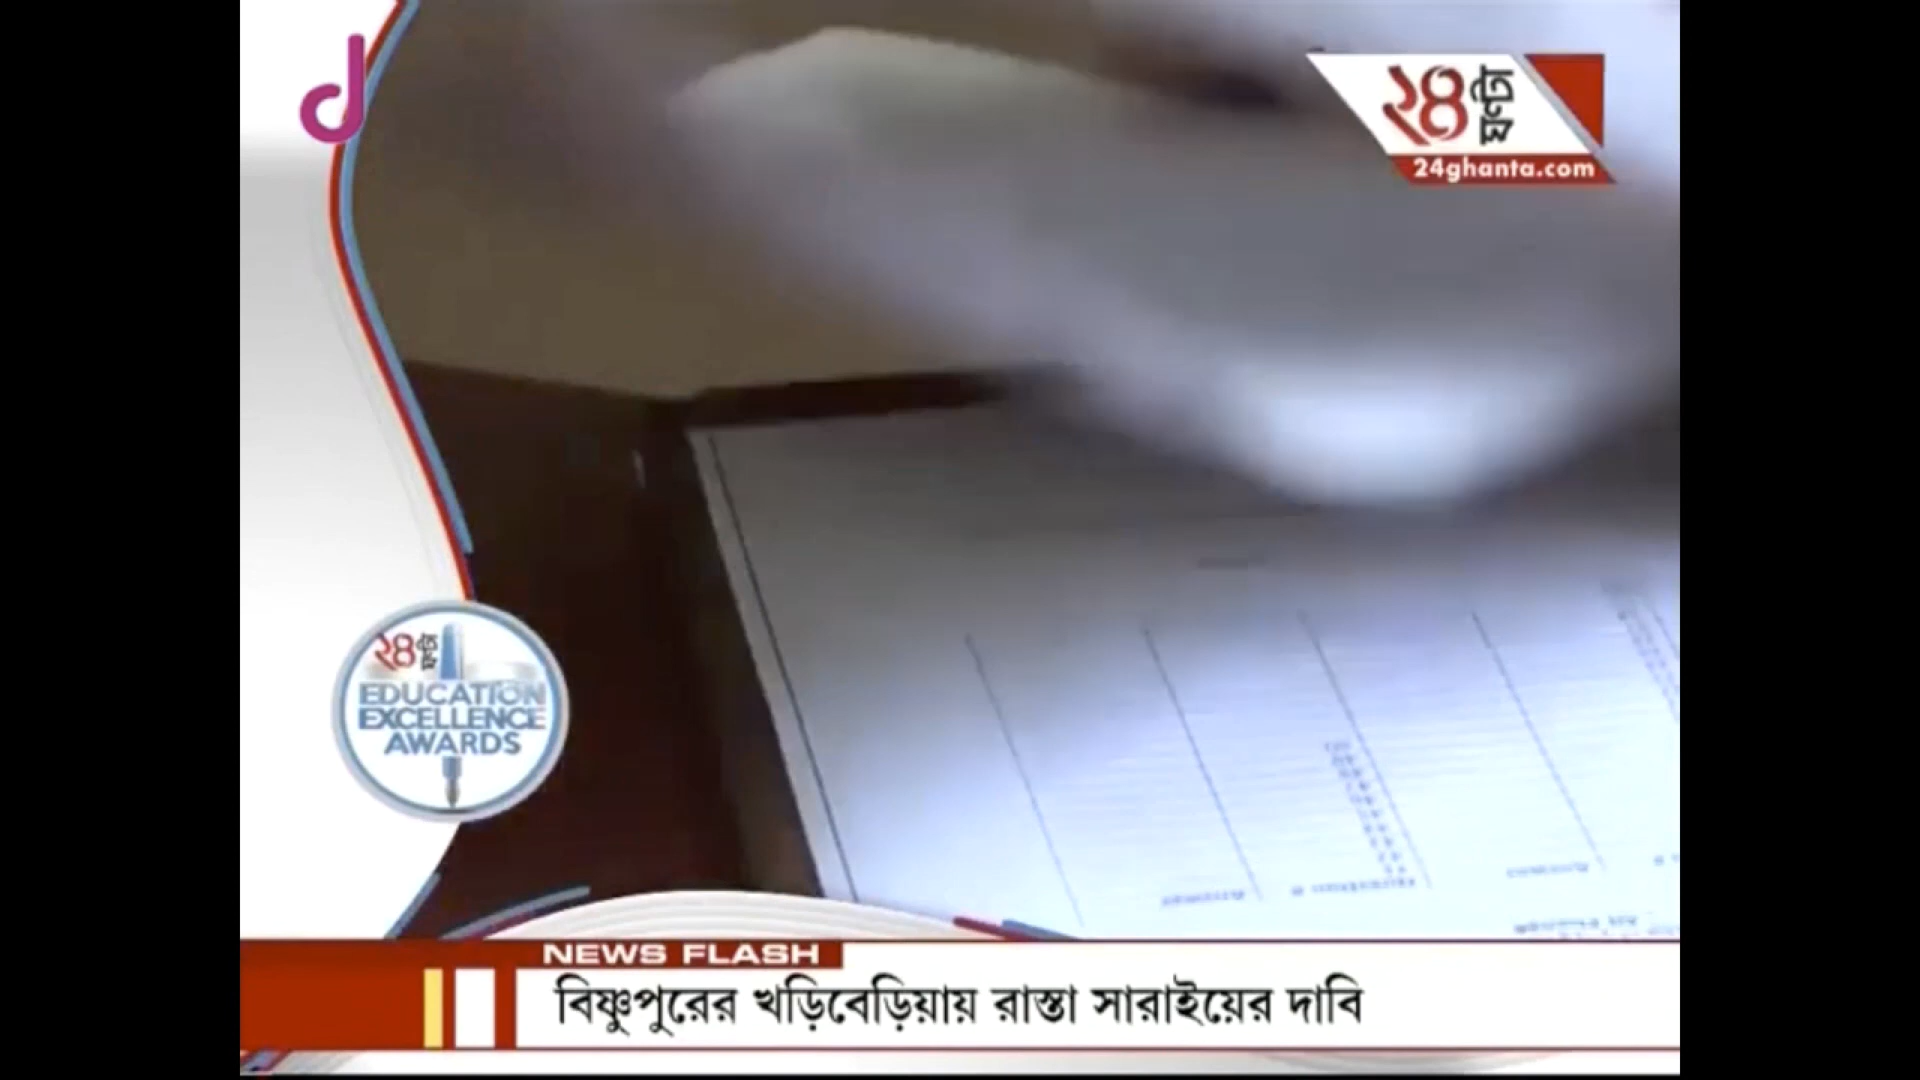 ২৪ ঘণ্টা
24ghanta.com
২৪ ঘণ্টা
EDUCATION
EXCELLENCE
AWARDS
NEWS FLASH
বিষ্ণুপুরের খড়িবেড়িয়ায় রাস্তা সারাইয়ের দাবি